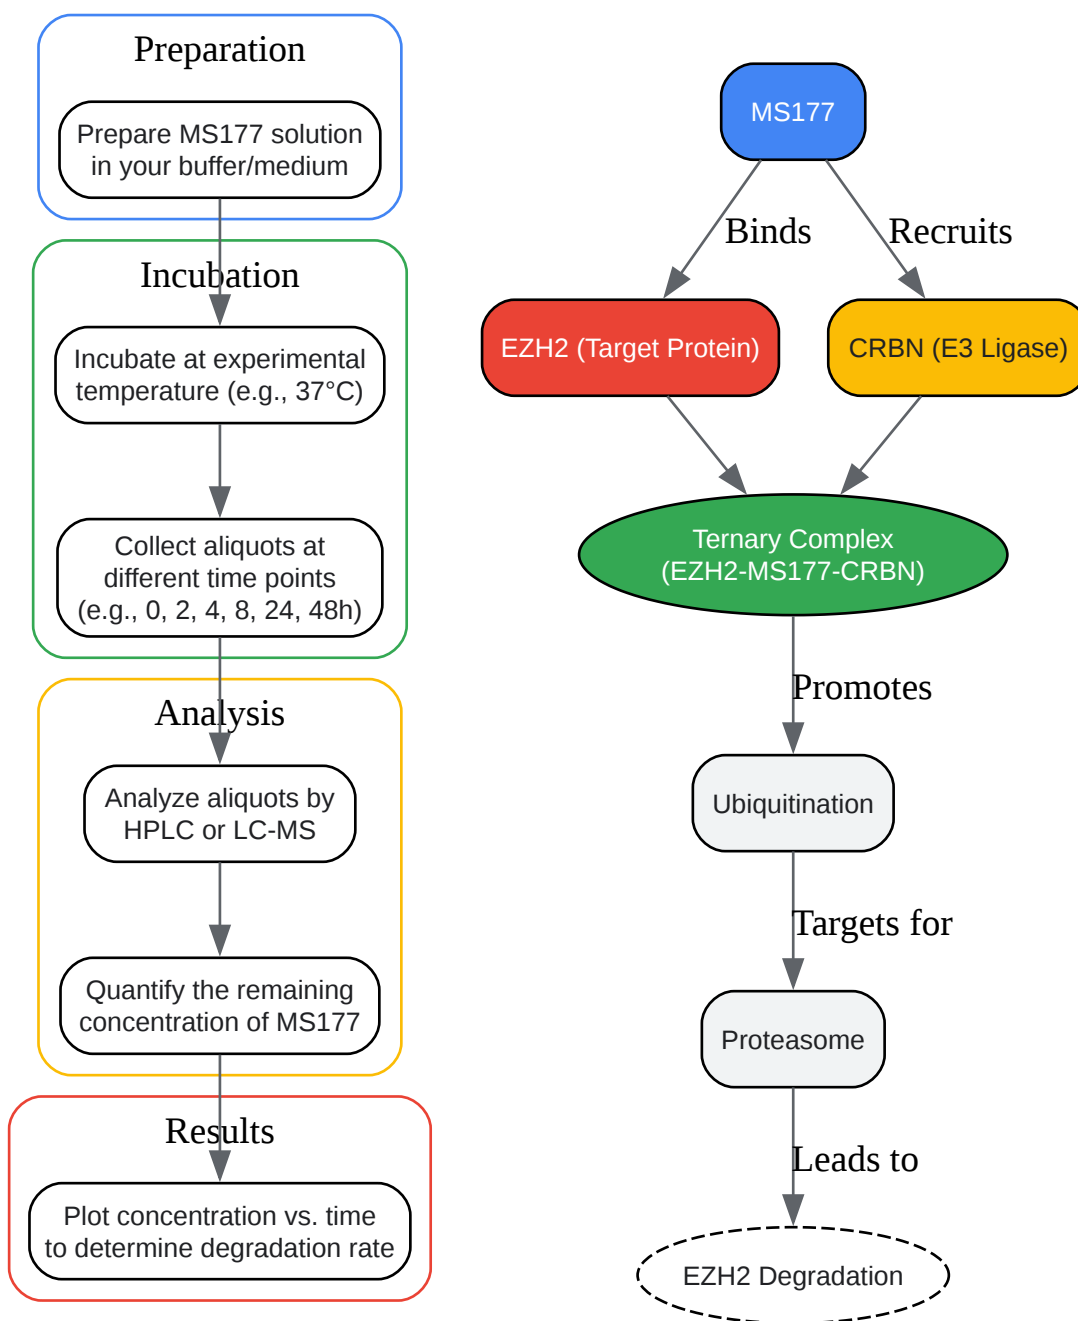 Preparation
Prepare MS177 solution
in your buffer/medium
Incubation
Incubate at experimental
temperature (e.g., 37°C)
Collect aliquots at
different time points
(e.g., 0, 2, 4, 8, 24, 48h)
Analysis
Analyze aliquots by
HPLC or LC-MS
Quantify the remaining
concentration of MS177
Results
Plot concentration vs. time
to determine degradation rate
MS177
Binds
Recruits
EZH2 (Target Protein)
CRBN (E3 Ligase)
Ternary Complex
(EZH2-MS177-CRBN)
Promotes
Ubiquitination
Targets for
Proteasome
Leads to
EZH2 Degradation